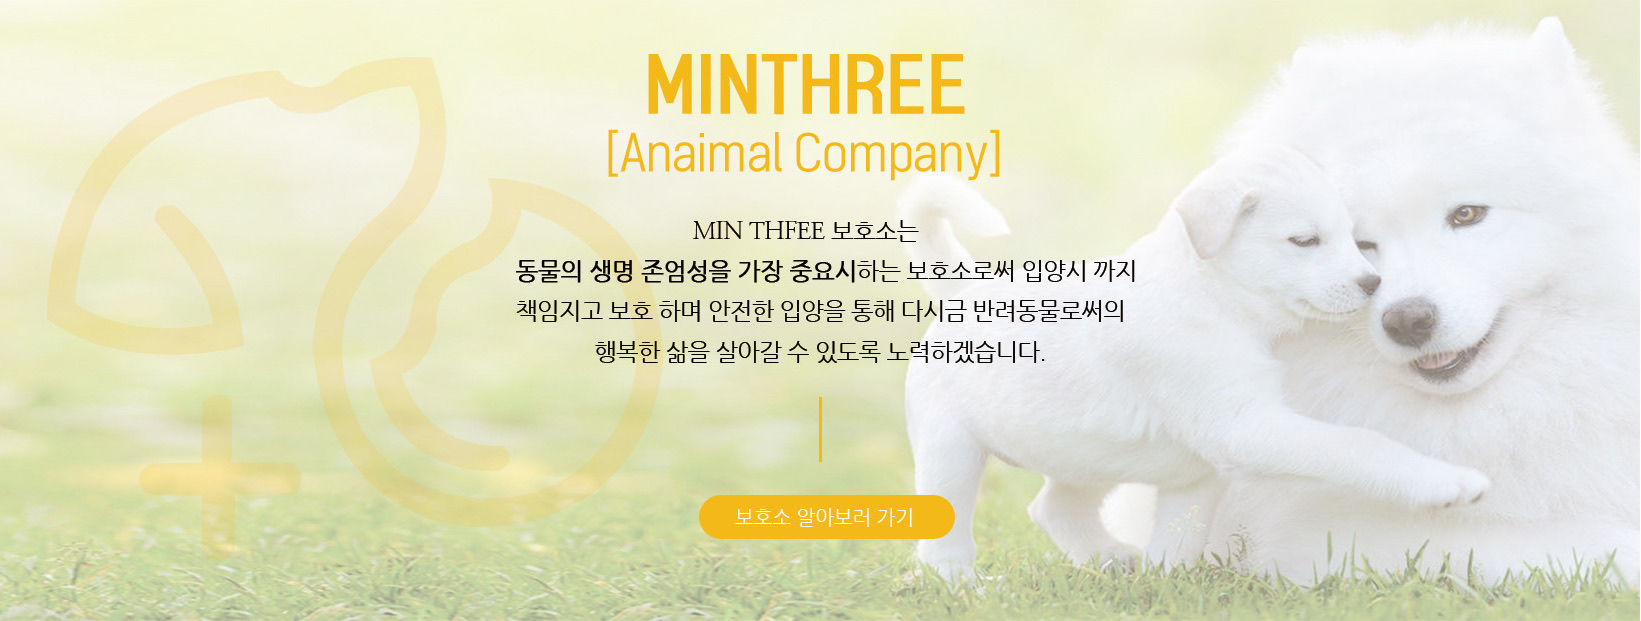 MINTHREE
[Anaimal Company]
MIN THFEE 보호소는
동물의 생명 존엄성을 가장 중요시하는 보호소로써 입양시 까지
책임지고 보호 하며 안전한 입양을 통해 다시금 반려동물로써의
행복한 삶을 살아갈 수 있도록 노력하겠습니다.
보호소 알아보러 가기